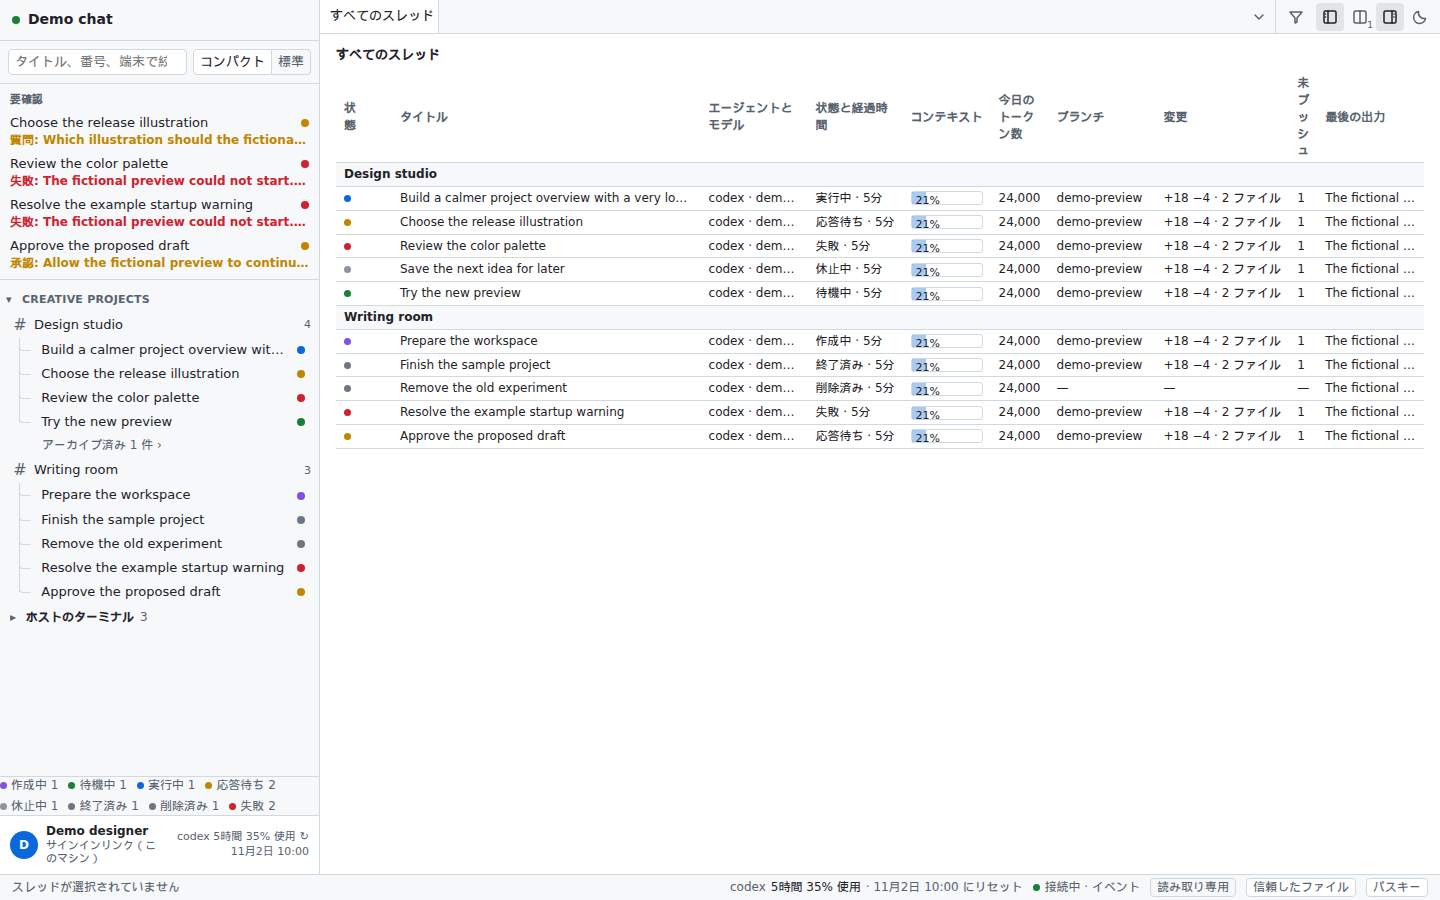 Demo chat
タイトル、番号、端末で絞
コンパクト
標準
要確認
Choose the release illustration
質問: Which illustration should the fictiona…
Review the color palette
失敗: The fictional preview could not start.…
Resolve the example startup warning
失敗: The fictional preview could not start.…
Approve the proposed draft
承認: Allow the fictional preview to continu…
CREATIVE PROJECTS
# Design studio 4
Build a calmer project overview wit…
Choose the release illustration
Review the color palette
Try the new preview
アーカイブ済み 1 件 ›
# Writing room 3
Prepare the workspace
Finish the sample project
Remove the old experiment
Resolve the example startup warning
Approve the proposed draft
ホストのターミナル 3
作成中 1 待機中 1 実行中 1 応答待ち 2
休止中 1 終了済み 1 削除済み 1 失敗 2
D
Demo designer
サインインリンク（こ
のマシン）
codex 5時間 35% 使用 ↻
11月2日 10:00
すべてのスレッド
1
すべてのスレッド
状態 タイトル エージェントとモデル 状態と経過時間 コンテキスト 今日のトークン数 ブランチ 変更 未プッシュ 最後の出力
Design studio
Build a calmer project overview with a very lo… codex · dem… 実行中 · 5分 21% 24,000 demo-preview +18 −4 · 2 ファイル 1 The fictional …
Choose the release illustration codex · dem… 応答待ち · 5分 21% 24,000 demo-preview +18 −4 · 2 ファイル 1 The fictional …
Review the color palette codex · dem… 失敗 · 5分 21% 24,000 demo-preview +18 −4 · 2 ファイル 1 The fictional …
Save the next idea for later codex · dem… 休止中 · 5分 21% 24,000 demo-preview +18 −4 · 2 ファイル 1 The fictional …
Try the new preview codex · dem… 待機中 · 5分 21% 24,000 demo-preview +18 −4 · 2 ファイル 1 The fictional …
Writing room
Prepare the workspace codex · dem… 作成中 · 5分 21% 24,000 demo-preview +18 −4 · 2 ファイル 1 The fictional …
Finish the sample project codex · dem… 終了済み · 5分 21% 24,000 demo-preview +18 −4 · 2 ファイル 1 The fictional …
Remove the old experiment codex · dem… 削除済み · 5分 21% 24,000 — — — The fictional …
Resolve the example startup warning codex · dem… 失敗 · 5分 21% 24,000 demo-preview +18 −4 · 2 ファイル 1 The fictional …
Approve the proposed draft codex · dem… 応答待ち · 5分 21% 24,000 demo-preview +18 −4 · 2 ファイル 1 The fictional …
スレッドが選択されていません
codex 5時間 35% 使用 · 11月2日 10:00 にリセット
接続中 · イベント
読み取り専用
信頼したファイル
パスキー